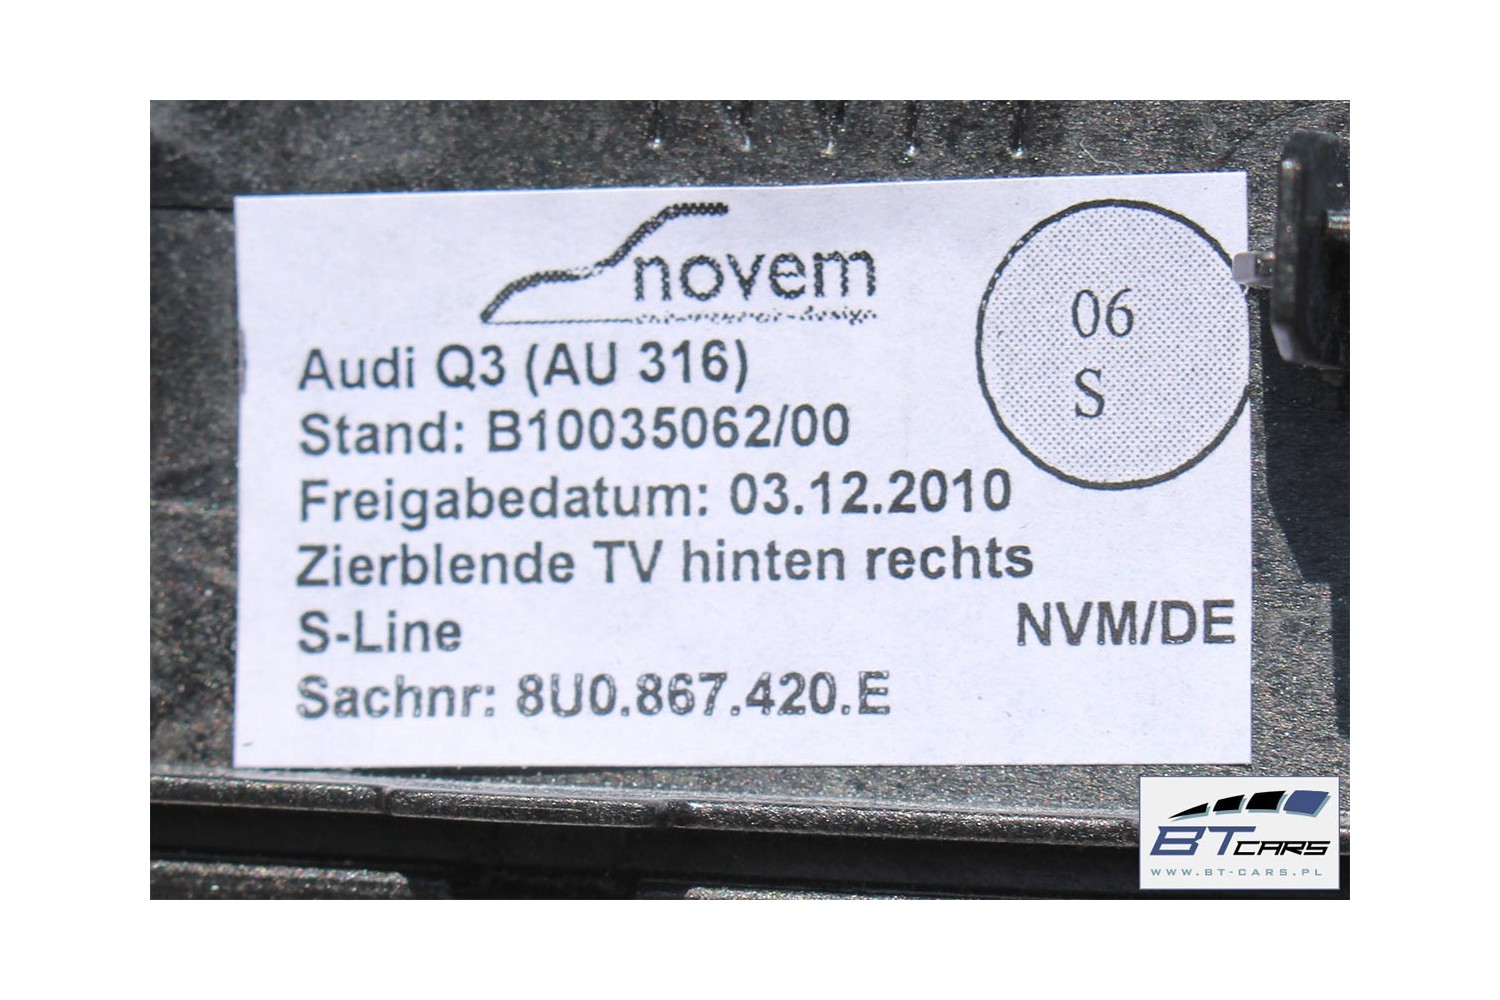 novem
06
S
Audi Q3 (AU 316)
Stand: B10035062/00
Freigabedatum: 03.12.2010
Zierblende TV hinten rechts
S-Line
NVM/DE
Sachnr: 8U0.867.420.E
BT CARS
WWW.BT-CARS.PL